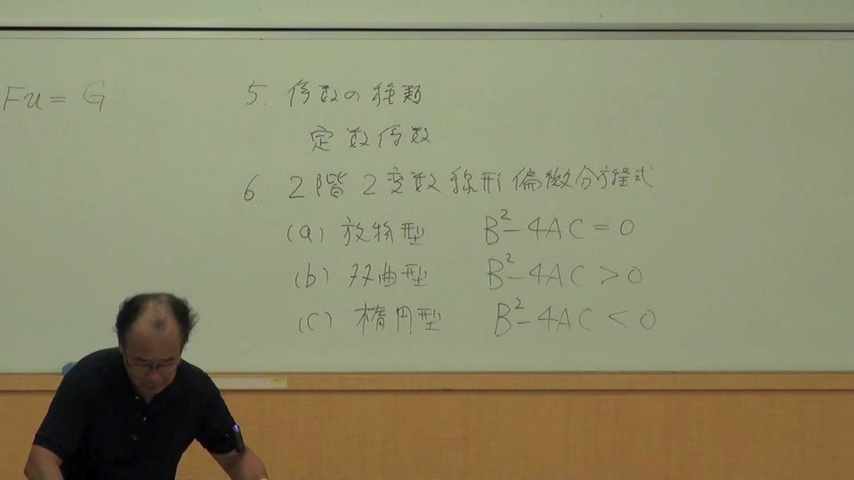 Fu = G
5. 係数の種類
定数係数
6. 2階2変数線形偏微分方程式
(a) 放物型 B²-4AC = 0
(b) 双曲型 B²-4AC > 0
(c) 楕円型 B²-4AC < 0